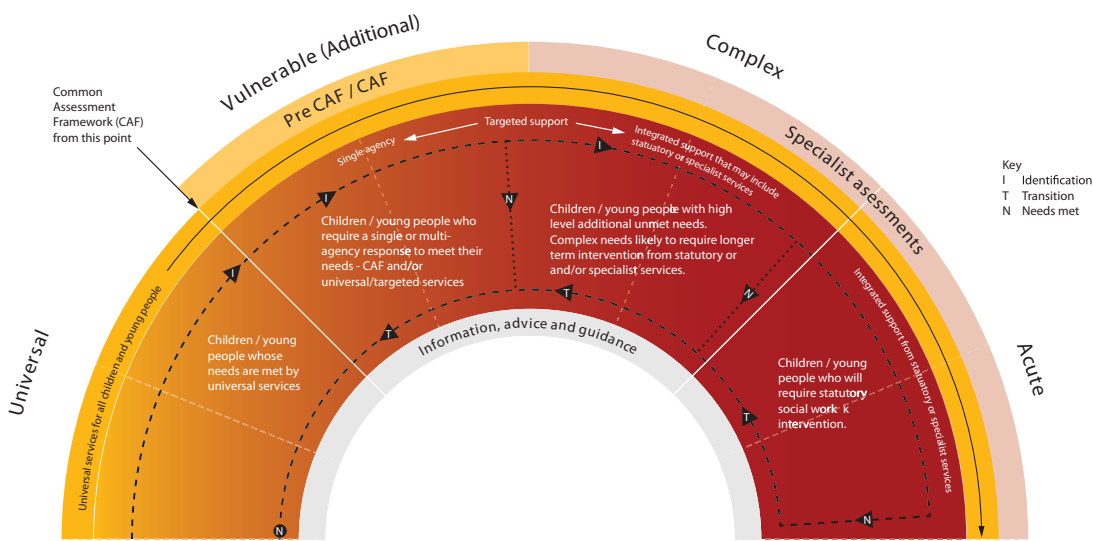 Vulnerable (Additional)
Complex
Pre CAF / CAF
Common
Assessment
Framework (CAF)
from this point
Targeted support
Single agency
Integrated support that may include
statuatory or specialist services
Specialist asessments
Key
I Identification
T Transition
N Needs met
I
I
I
N
N
T
T
T
N
N
Children / young people who
require a single or multi-
agency response to meet their
needs - CAF and/or
universal/targeted services
Children / young people with high
level additional unmet needs.
Complex needs likely to require longer
term intervention from statutory or
and/or specialist services.
Universal
Universal services for all children and young people
Children / young
people whose
needs are met by
universal services
Information, advice and guidance
Children / young
people who will
require statutory
social work k
intervention.
Integrated support from statuatory or specialist services
Acute